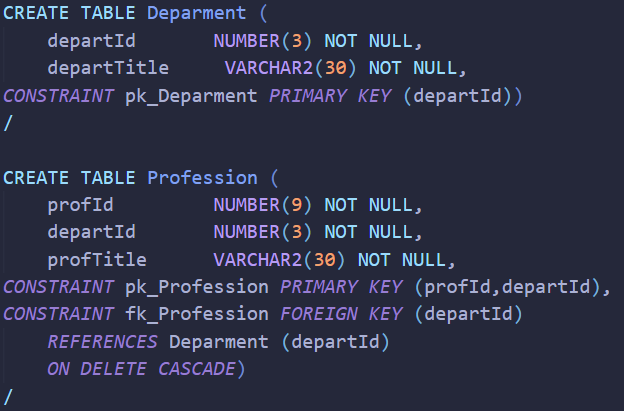 CREATE TABLE Deparment (
departId NUMBER(3) NOT NULL,
departTitle VARCHAR2(30) NOT NULL,
CONSTRAINT pk_Deparment PRIMARY KEY (departId))
/
CREATE TABLE Profession (
profId NUMBER(9) NOT NULL,
departId NUMBER(3) NOT NULL,
profTitle VARCHAR2(30) NOT NULL,
CONSTRAINT pk_Profession PRIMARY KEY (profId,departId),
CONSTRAINT fk_Profession FOREIGN KEY (departId)
REFERENCES Deparment (departId)
ON DELETE CASCADE)
/